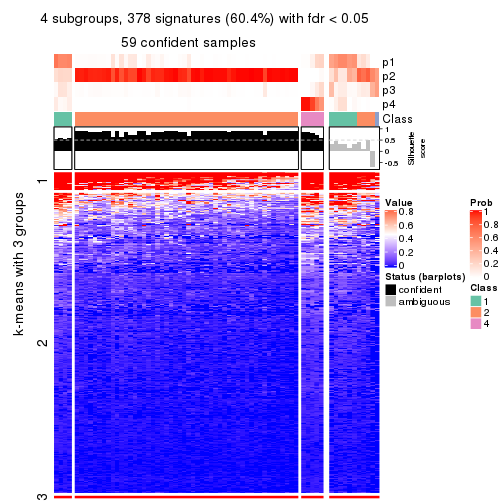 4 subgroups, 378 signatures (60.4%) with fdr < 0.05
59 confident samples
p1
p2
p3
p4
Class
1
0.5
0
-0.5
Silhouette
score
k-means with 3 groups
1
2
3
Value
0.8
0.6
0.4
0.2
0
Status (barplots)
confident
ambiguous
Prob
1
0.8
0.6
0.4
0.2
0
Class
1
2
4